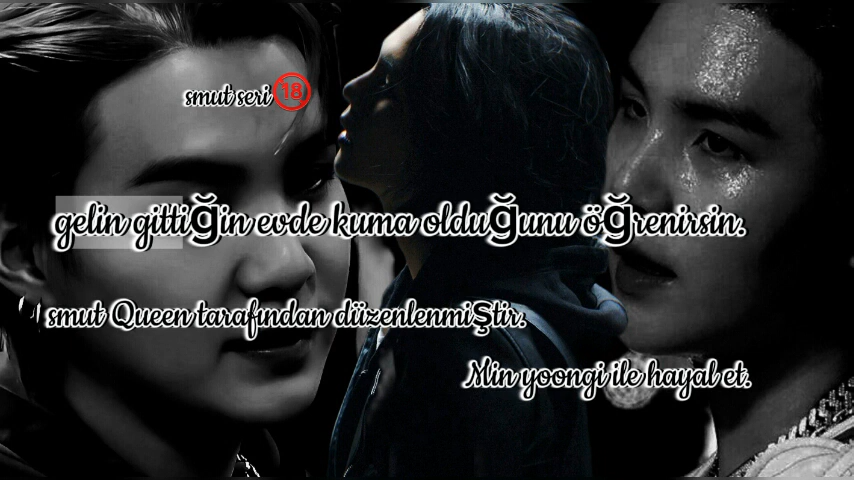 smut seri 18
gelin gittiğin evde kuma olduğunu öğrenirsin.
smut Queen tarafından düzenlenmiştir.
Min yoongi ile hayal et.